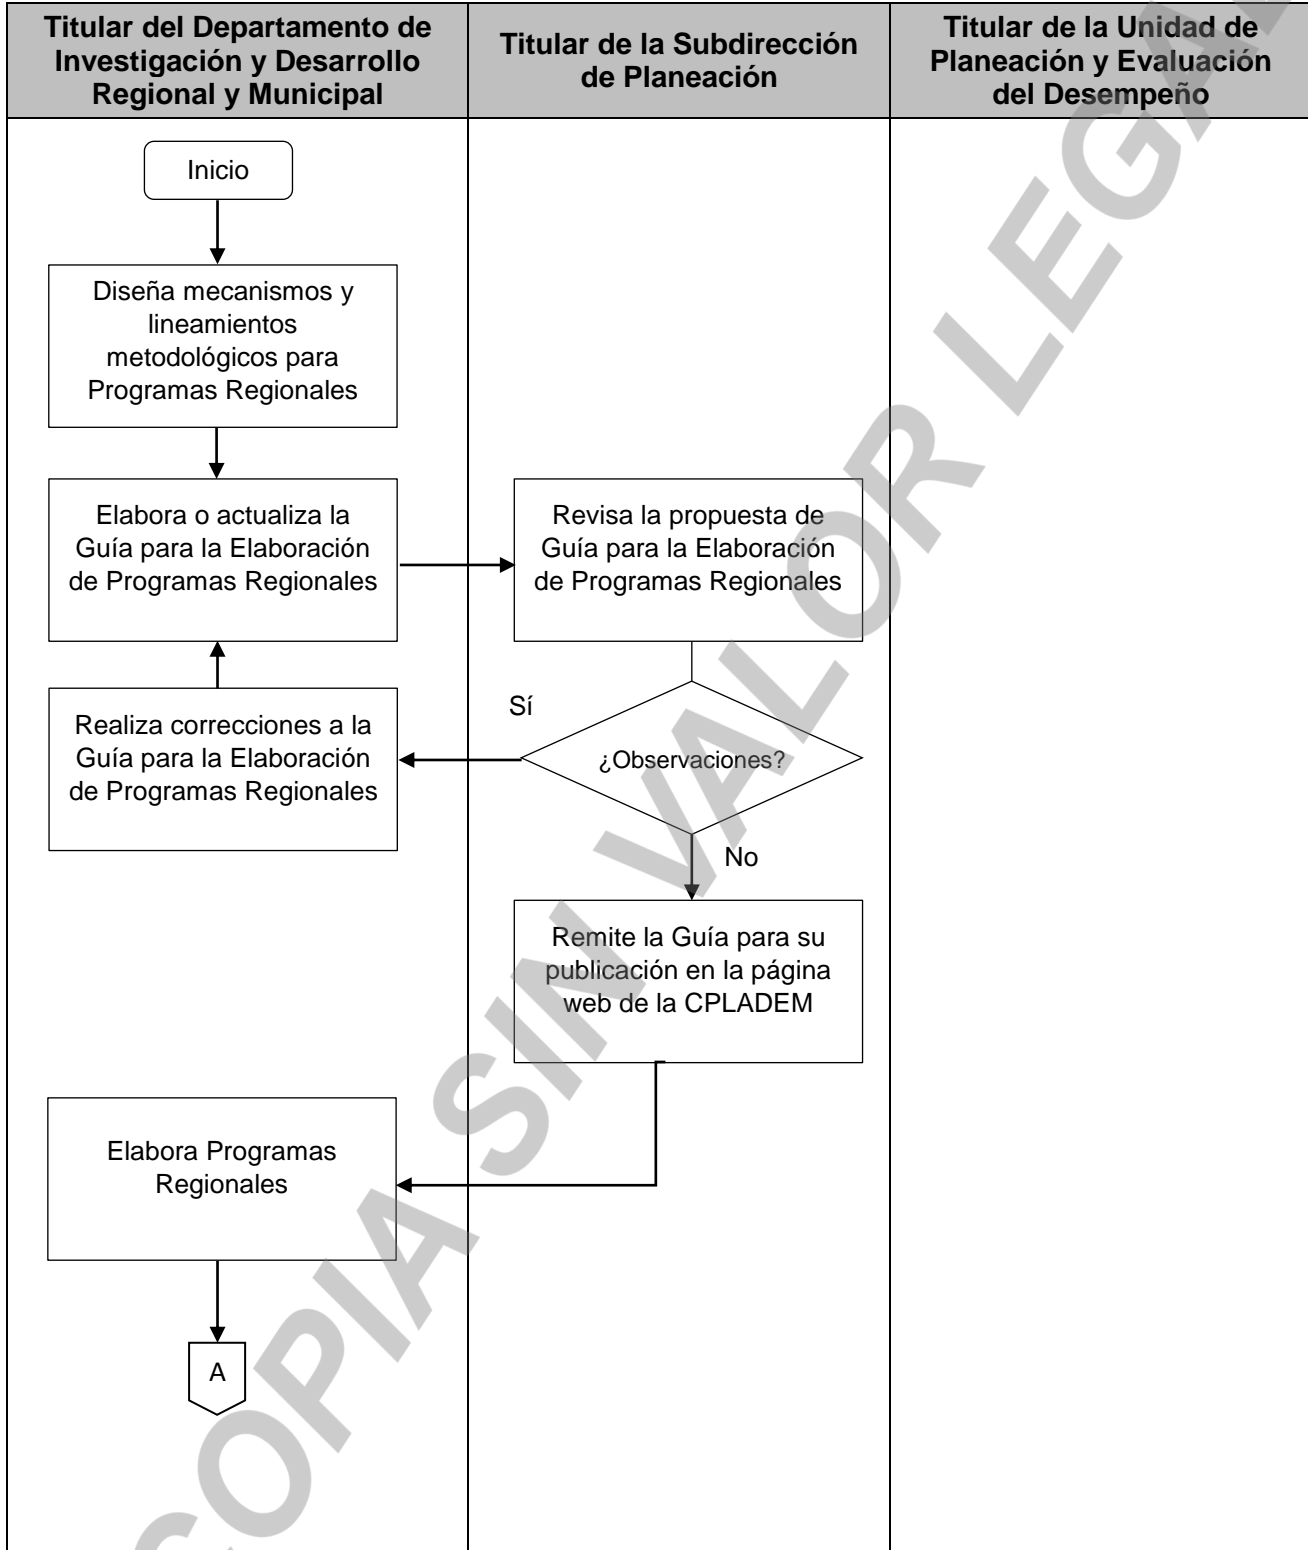 Titular del Departamento de
Investigación y Desarrollo
Regional y Municipal
Titular de la Subdirección
de Planeación
Titular de la Unidad de
Planeación y Evaluación
del Desempeño
Inicio
Diseña mecanismos y
lineamientos
metodológicos para
Programas Regionales
Elabora o actualiza la
Guía para la Elaboración
de Programas Regionales
Revisa la propuesta de
Guía para la Elaboración
de Programas Regionales
Sí
¿Observaciones?
Realiza correcciones a la
Guía para la Elaboración
de Programas Regionales
No
Remite la Guía para su
publicación en la página
web de la CPLADEM
Elabora Programas
Regionales
A
COPIA SIN VALOR LEGAL